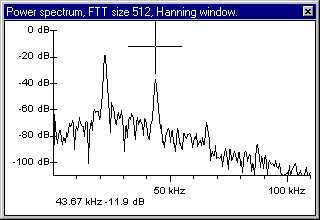 Power spectrum, FTT size 512, Hanning window.
0 dB
-20 dB
-40 dB
-60 dB
-80 dB
-100 dB
50 kHz 100 kHz
43.67 kHz -11.9 dB